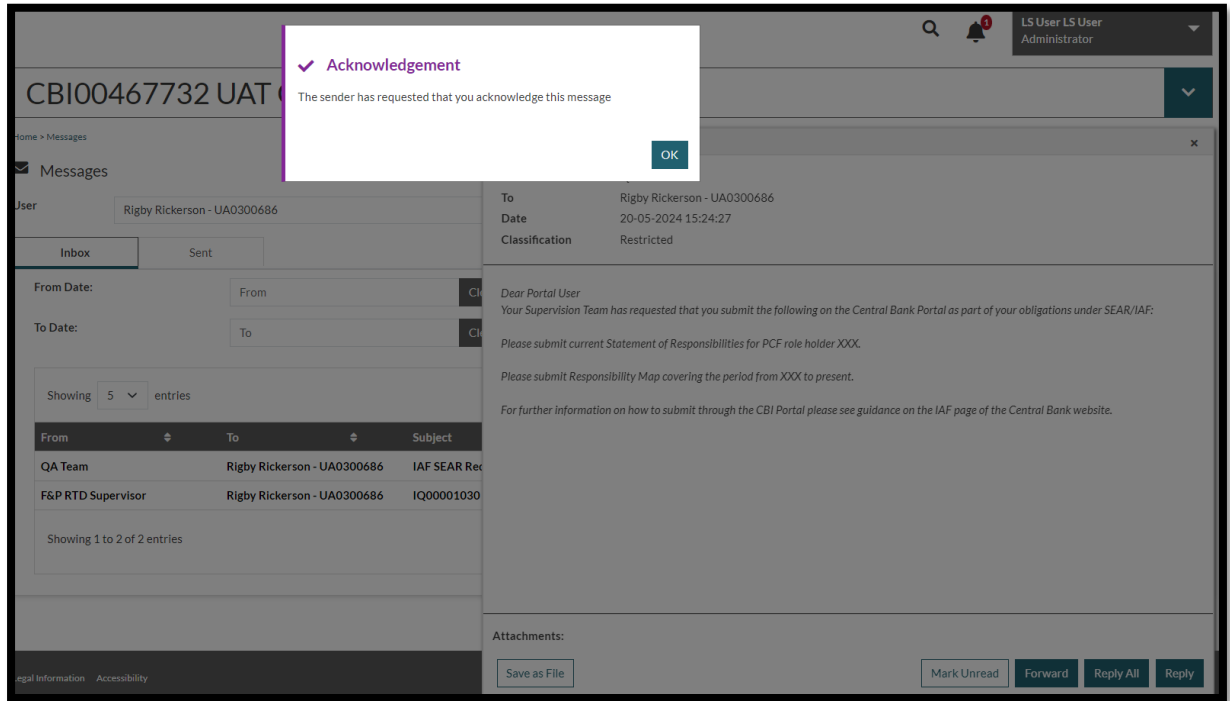 1
LS User LS User
Administrator
Acknowledgement
The sender has requested that you acknowledge this message
OK
CBI00467732 UAT
Home > Messages
Messages
User
Rigby Rickerson - UA0300686
Inbox
Sent
From Date:
From
To Date:
To
Showing 5 entries
From To Subject
QA Team Rigby Rickerson - UA0300686 IAF SEAR
F&P RTD Supervisor Rigby Rickerson - UA0300686 IQ00001030
Showing 1 to 2 of 2 entries
Legal Information Accessibility
x
To Rigby Rickerson - UA0300686
Date 20-05-2024 15:24:27
Classification Restricted
Dear Portal User
Your Supervision Team has requested that you submit the following on the Central Bank Portal as part of your obligations under SEAR/IAF:
Please submit current Statement of Responsibilities for PCF role holder XXX.
Please submit Responsibility Map covering the period from XXX to present.
For further information on how to submit through the CBI Portal please see guidance on the IAF page of the Central Bank website.
Attachments:
Save as File
Mark Unread
Forward
Reply All
Reply